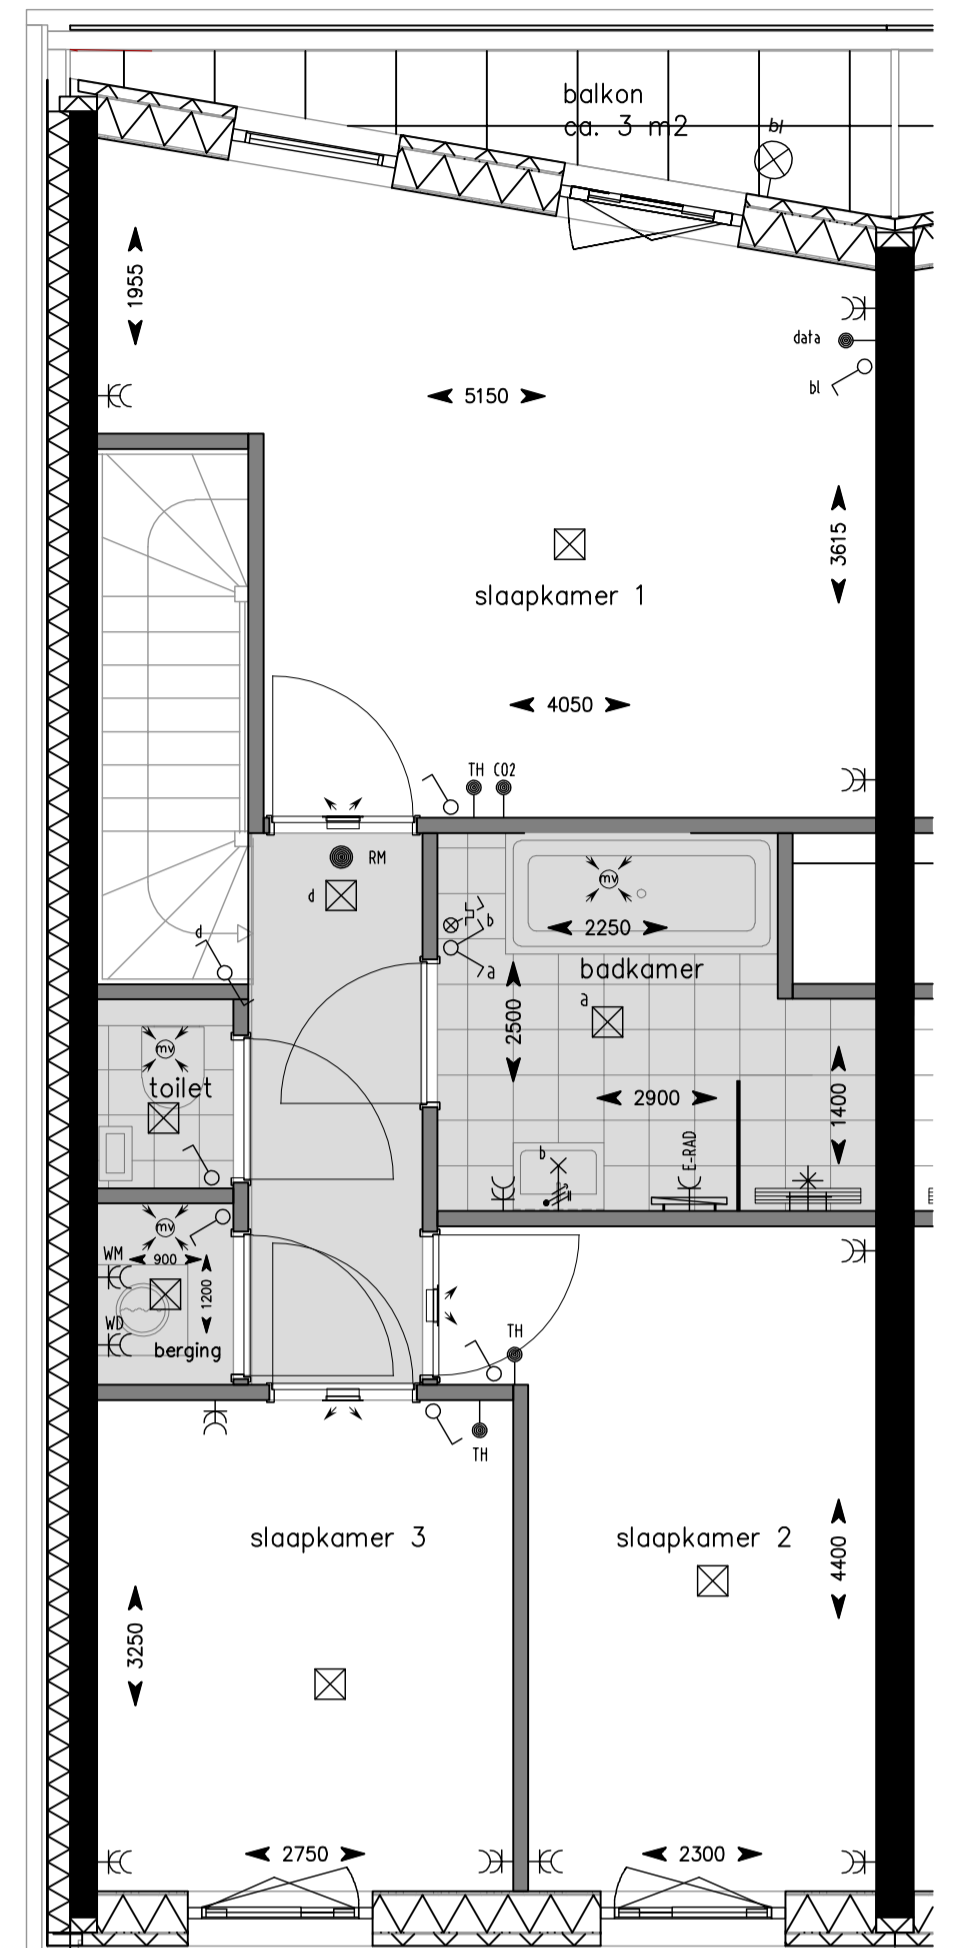 balkon
ca. 3 m2
bl
1955
data
bl
5150
3615
slaapkamer 1
4050
TH CO2
RM
d
mv
2250
b
a
d
badkamer
a
2500
mv
toilet
2900
1400
E-RAD
b
mv
WM
900
1200
WD
berging
TH
TH
slaapkamer 3
slaapkamer 2
4400
3250
2750
2300